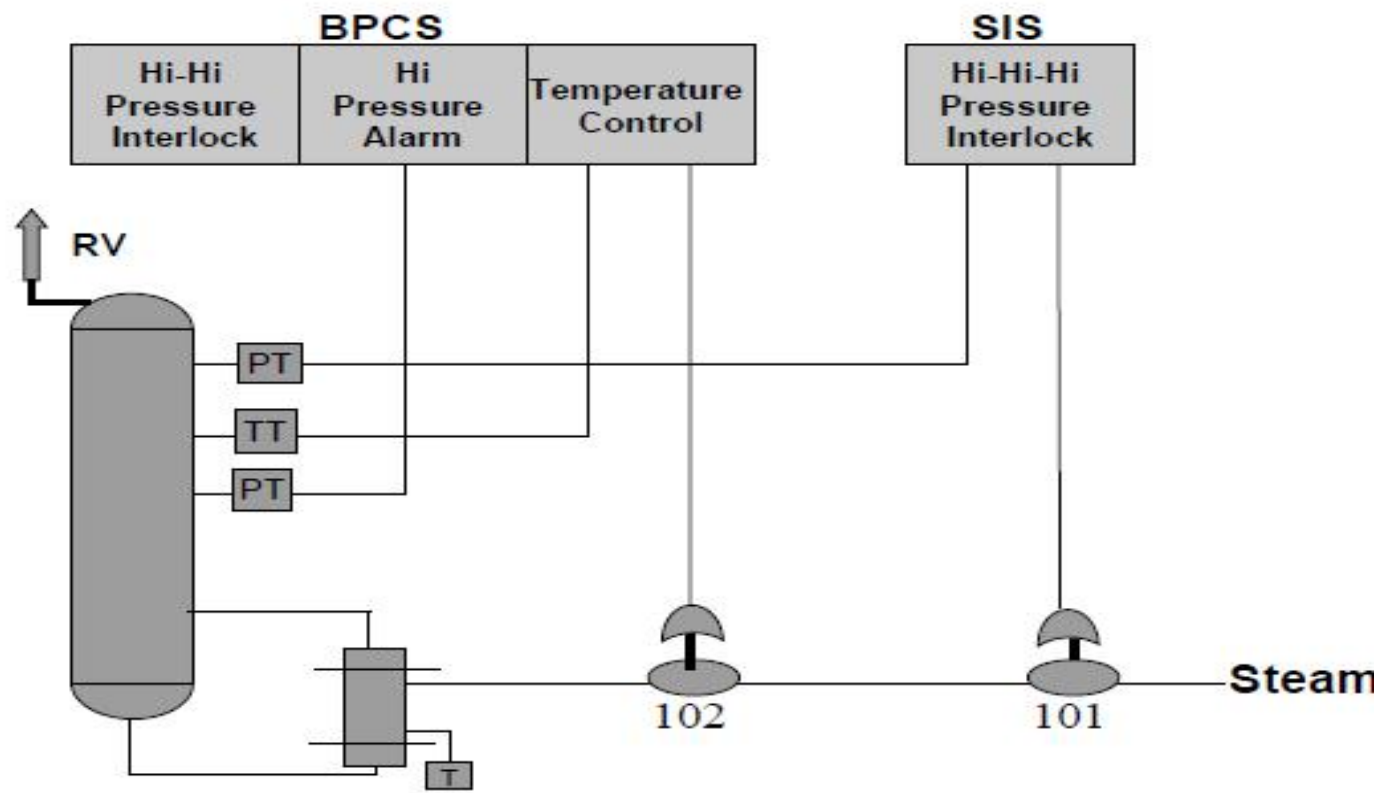 BPCS
SIS
Hi-Hi
Pressure
Interlock
Hi
Pressure
Alarm
Temperature
Control
Hi-Hi-Hi
Pressure
Interlock
RV
PT
TT
PT
Steam
102
101
T